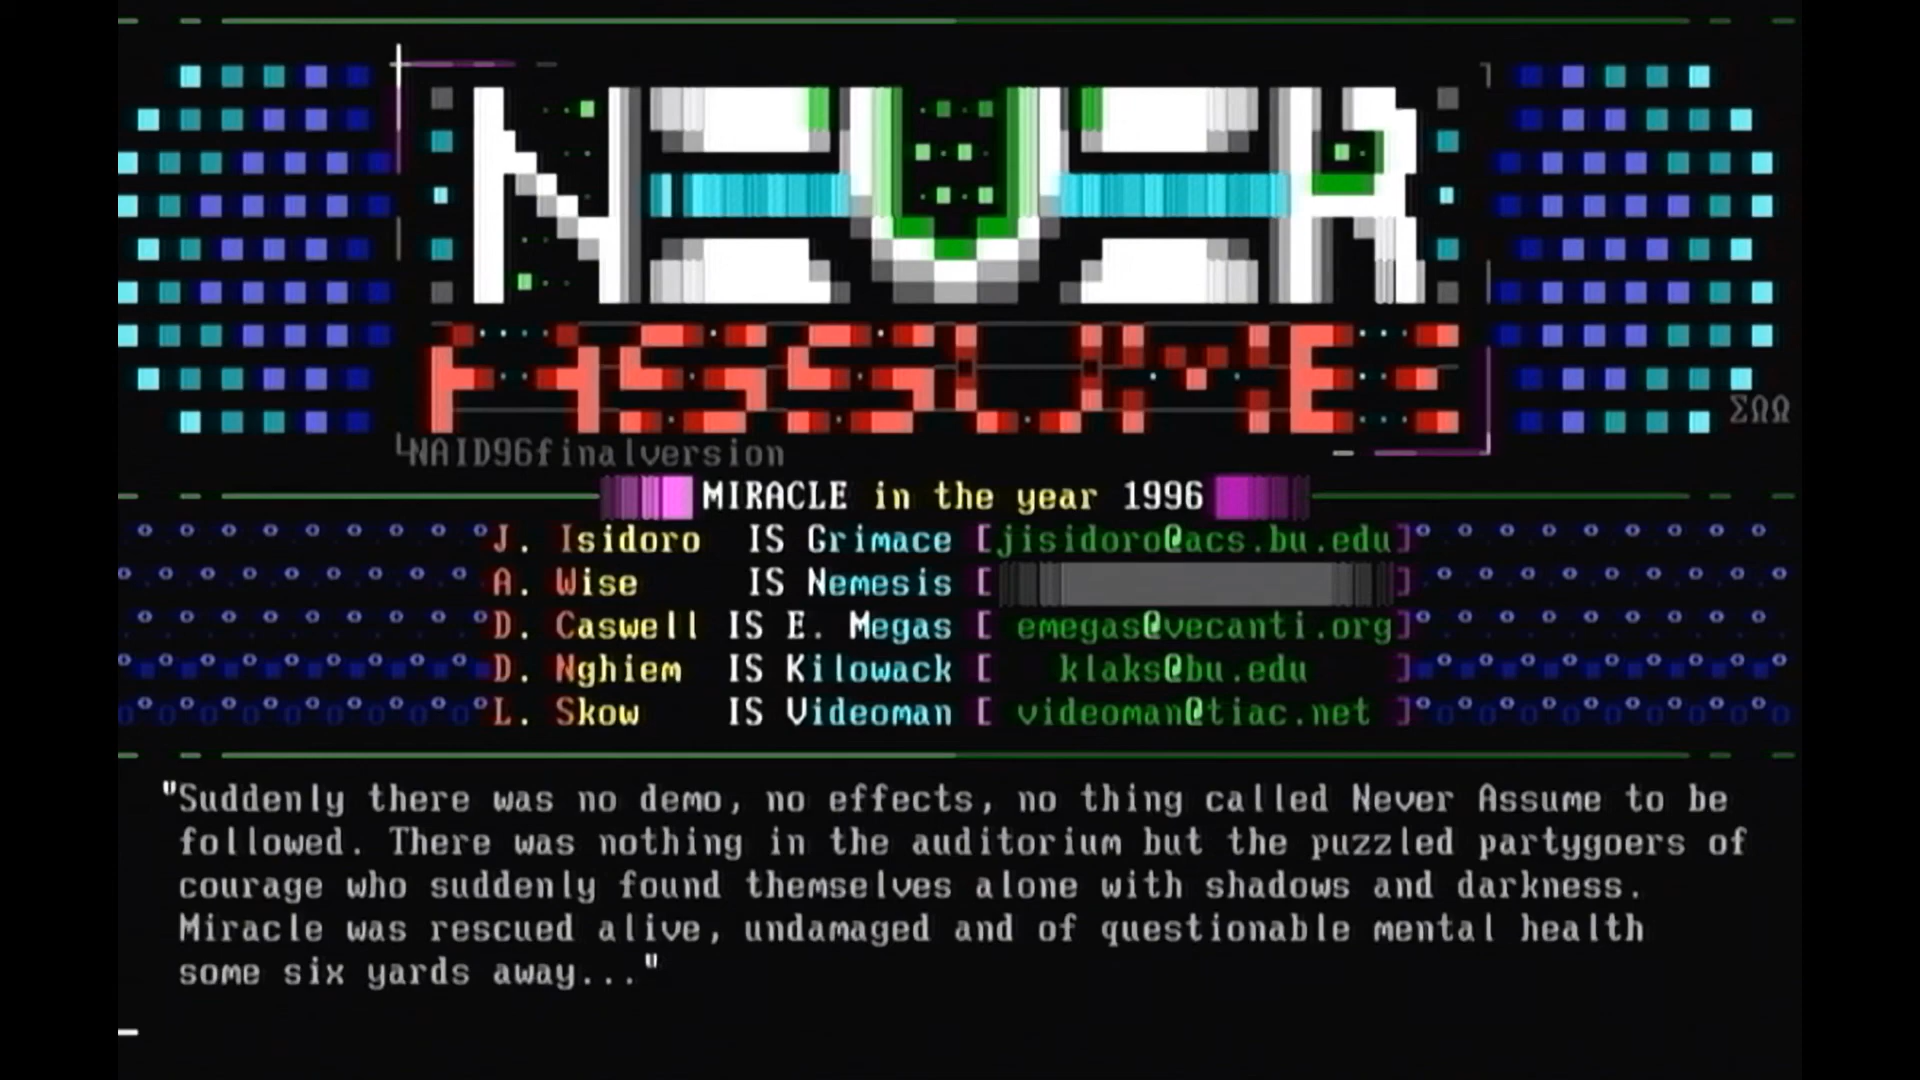 NEVER
ASSUME
ΣΩΩ
NAID96finalversion
MIRACLE in the year 1996
J. Isidoro IS Grimace [jisidoro@acs.bu.edu]
A. Wise IS Nemesis [ ]
D. Caswell IS E. Megas [ emegas@vecanti.org]
D. Nghiem IS Kilowack [ klaks@bu.edu ]
L. Skow IS Videoman [ videoman@tiac.net ]
"Suddenly there was no demo, no effects, no thing called Never Assume to be
followed. There was nothing in the auditorium but the puzzled partygoers of
courage who suddenly found themselves alone with shadows and darkness.
Miracle was rescued alive, undamaged and of questionable mental health
some six yards away..."